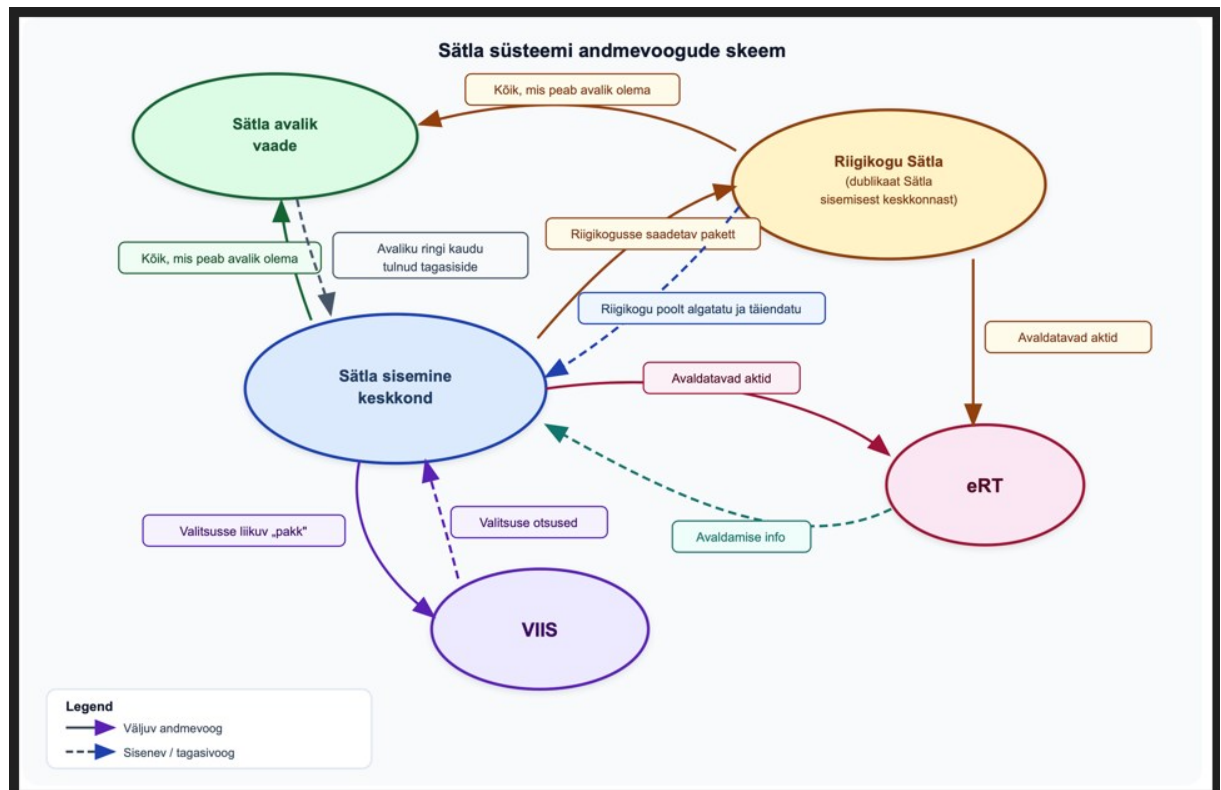 Sätla süsteemi andmevoogude skeem
Kõik, mis peab avalik olema
Sätla avalik
vaade
Riigikogu Sätla
(dublikaat Sätla
sisemisest keskkonnast)
Riigikogusse saadetav pakett
Avaliku ringi kaudu
tulnud tagasiside
Kõik, mis peab avalik olema
Riigikogu poolt algatatu ja täiendatu
Avaldatavad aktid
Sätla sisemine
keskkond
Avaldatavad aktid
eRT
Valitsusse liikuv „pakk"
Valitsuse otsused
Avaldamise info
VIIS
Legend
Väljuv andmevoog
Sisenev / tagasivoog